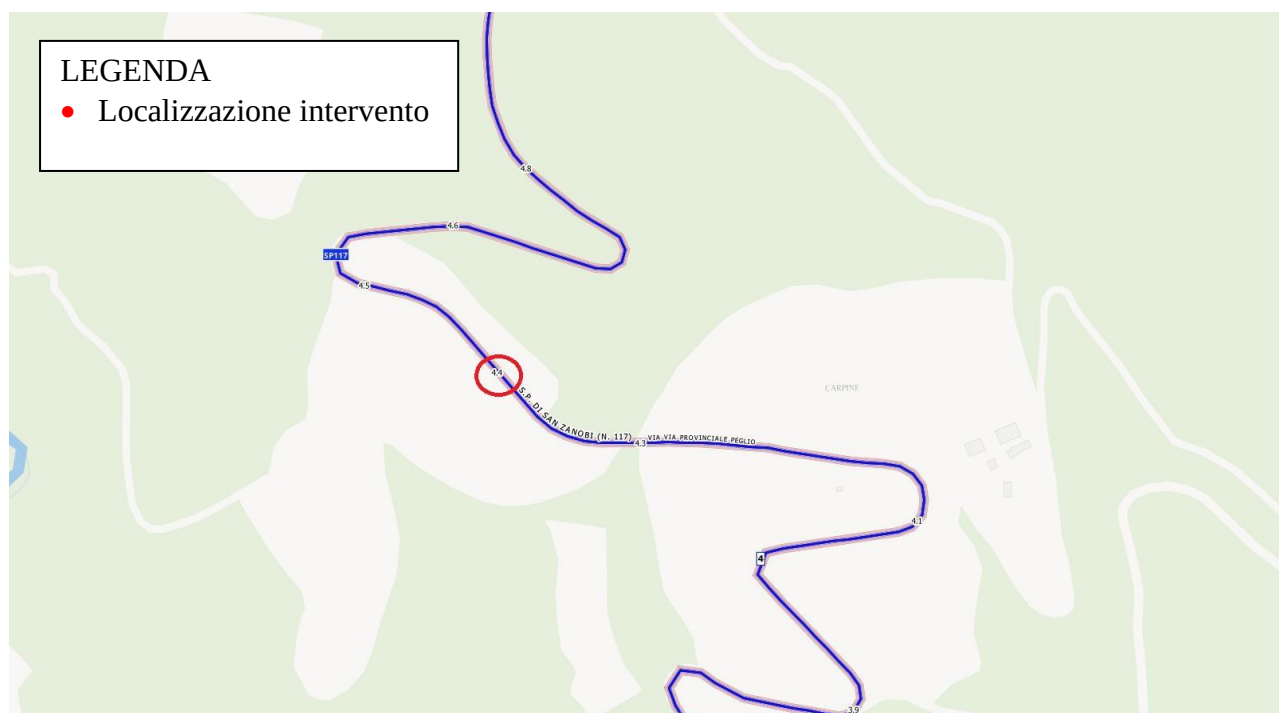 LEGENDA
• Localizzazione intervento
4.8
4.6
SP117
4.5
4.4
S.P. DI SAN ZANOBI (N. 117)
4.3
VIA VIA PROVINCIALE PEGLIO
CARPINE
4.1
4
3.9